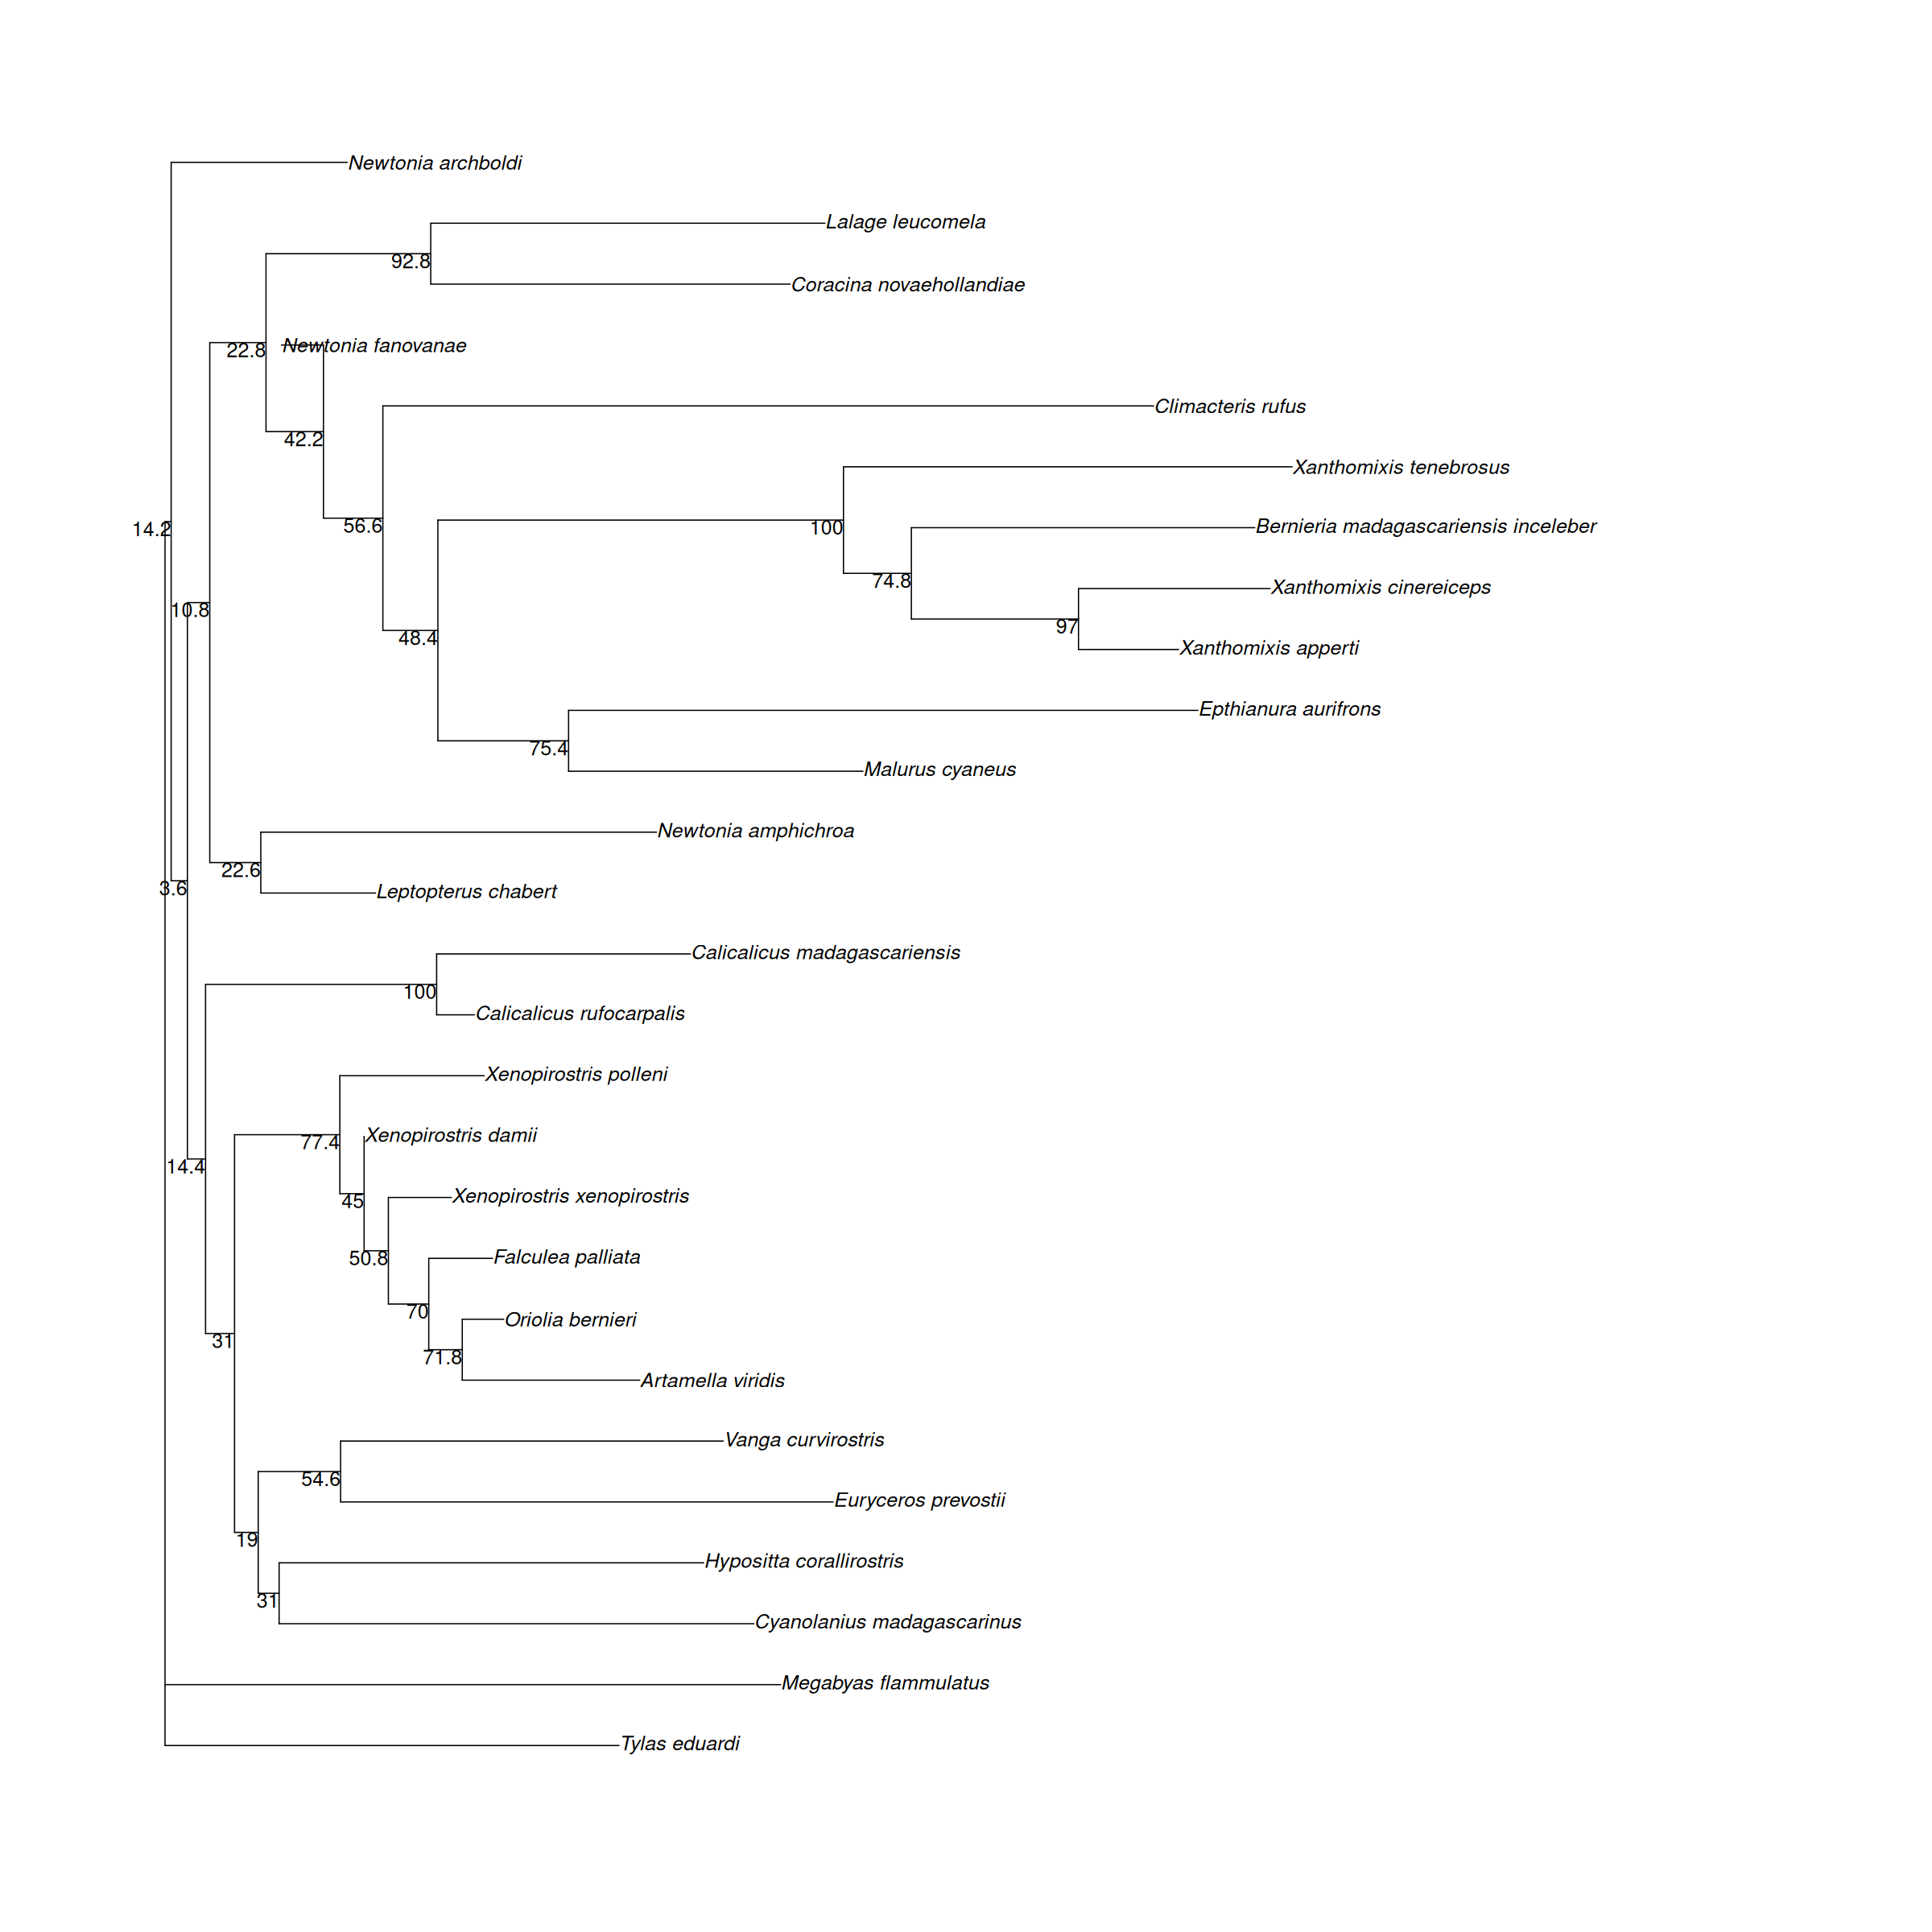 Newtonia archboldi
Lalage leucomela
92.8
Coracina novaehollandiae
22.8
Newtonia fanovanae
Climacteris rufus
42.2
Xanthomixis tenebrosus
56.6
100
Bernieria madagascariensis inceleber
14.2
74.8
Xanthomixis cinereiceps
10.8
97
48.4
Xanthomixis apperti
Epthianura aurifrons
75.4
Malurus cyaneus
Newtonia amphichroa
22.6
3.6
Leptopterus chabert
Calicalicus madagascariensis
100
Calicalicus rufocarpalis
Xenopirostris polleni
77.4
Xenopirostris damii
14.4
45
Xenopirostris xenopirostris
50.8
Falculea palliata
70
Oriolia bernieri
31
71.8
Artamella viridis
Vanga curvirostris
54.6
Euryceros prevostii
19
Hypositta corallirostris
31
Cyanolanius madagascarinus
Megabyas flammulatus
Tylas eduardi